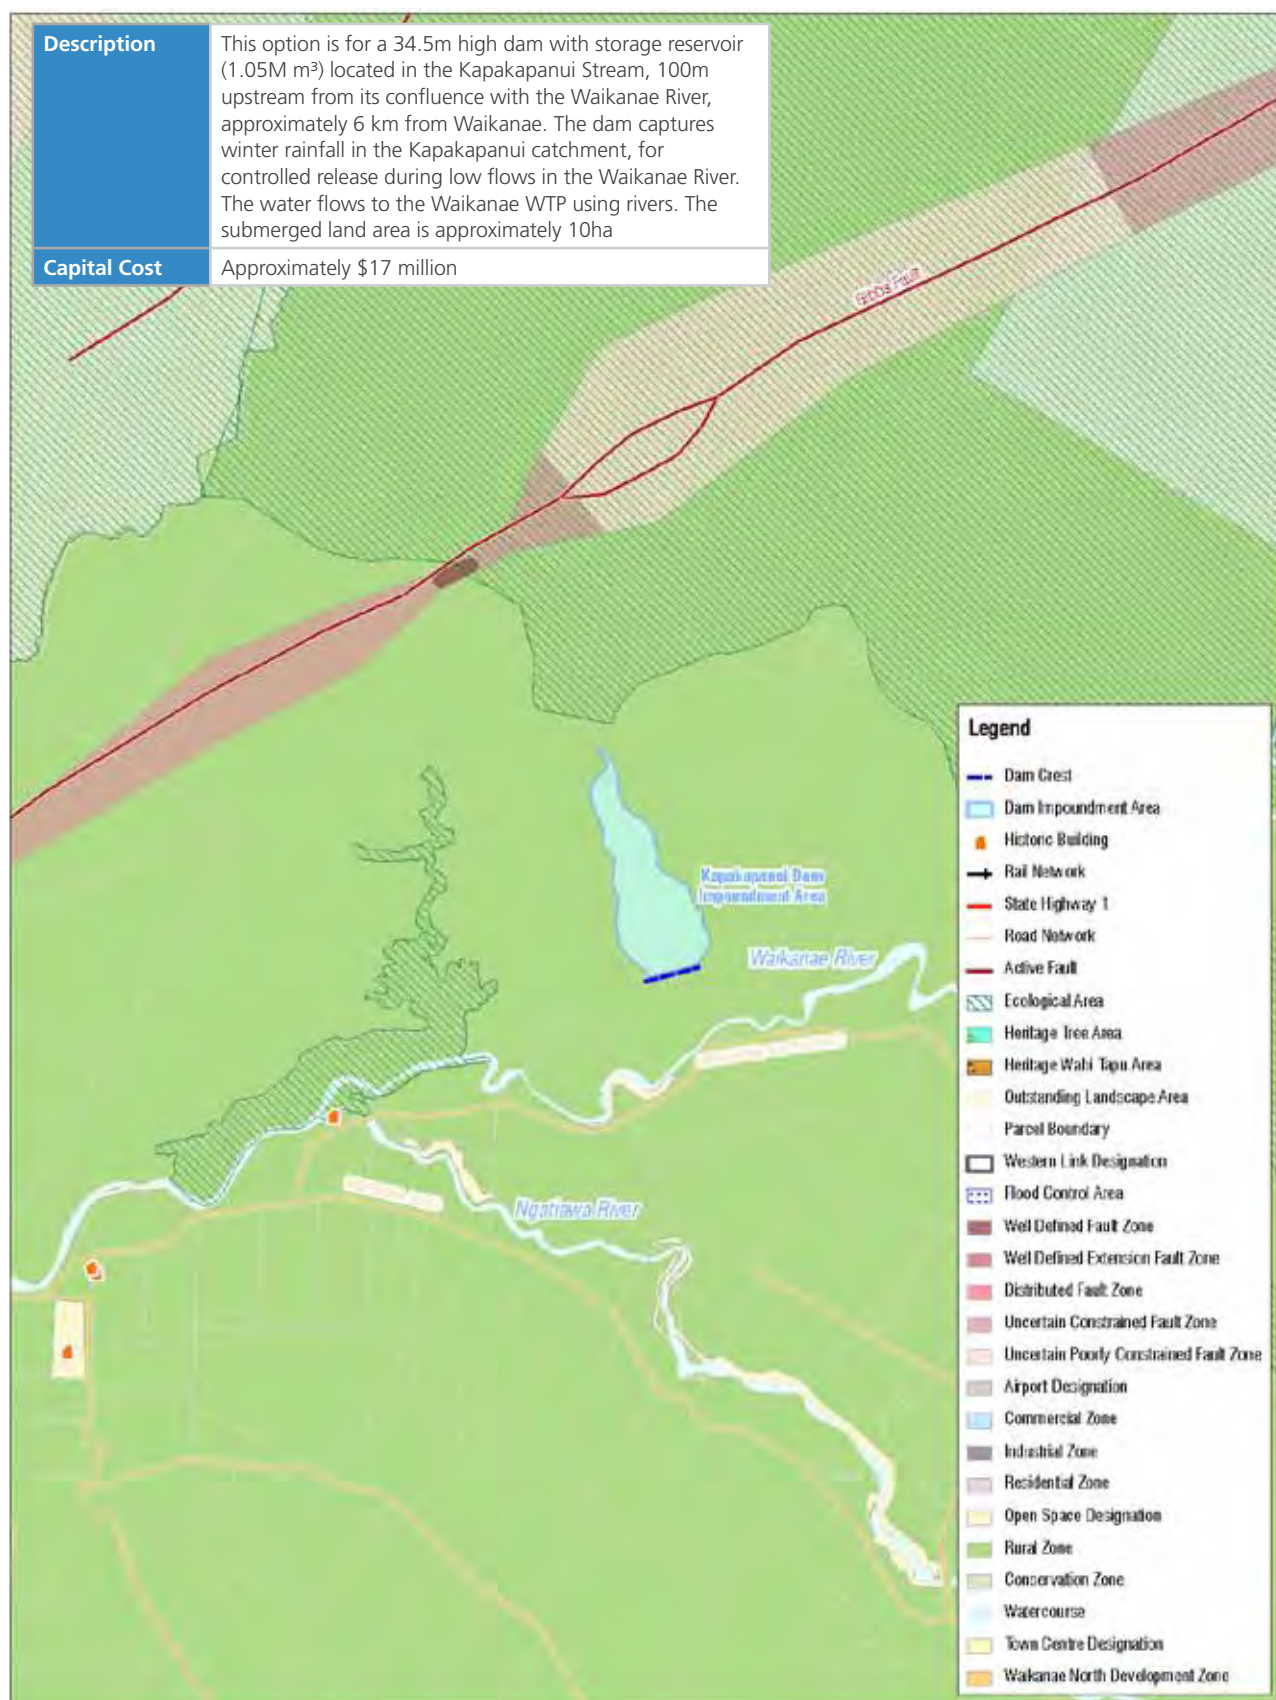 Description
This option is for a 34.5m high dam with storage reservoir
(1.05M m³) located in the Kapakapanui Stream, 100m
upstream from its confluence with the Waikanae River,
approximately 6 km from Waikanae. The dam captures
winter rainfall in the Kapakapanui catchment, for
controlled release during low flows in the Waikanae River.
The water flows to the Waikanae WTP using rivers. The
submerged land area is approximately 10ha
Capital Cost
Approximately $17 million
Fault
Kapakapanui Dam
Impoundment Area
Waikanae River
Ngatiawa River
Legend
Dam Crest
Dam Impoundment Area
Historic Building
Rail Network
State Highway 1
Road Network
Active Fault
Ecological Area
Heritage Tree Area
Heritage Wahi Tapu Area
Outstanding Landscape Area
Parcel Boundary
Western Link Designation
Flood Control Area
Well Defined Fault Zone
Well Defined Extension Fault Zone
Distributed Fault Zone
Uncertain Constrained Fault Zone
Uncertain Poorly Constrained Fault Zone
Airport Designation
Commercial Zone
Industrial Zone
Residential Zone
Open Space Designation
Rural Zone
Conservation Zone
Watercourse
Town Centre Designation
Waikanae North Development Zone